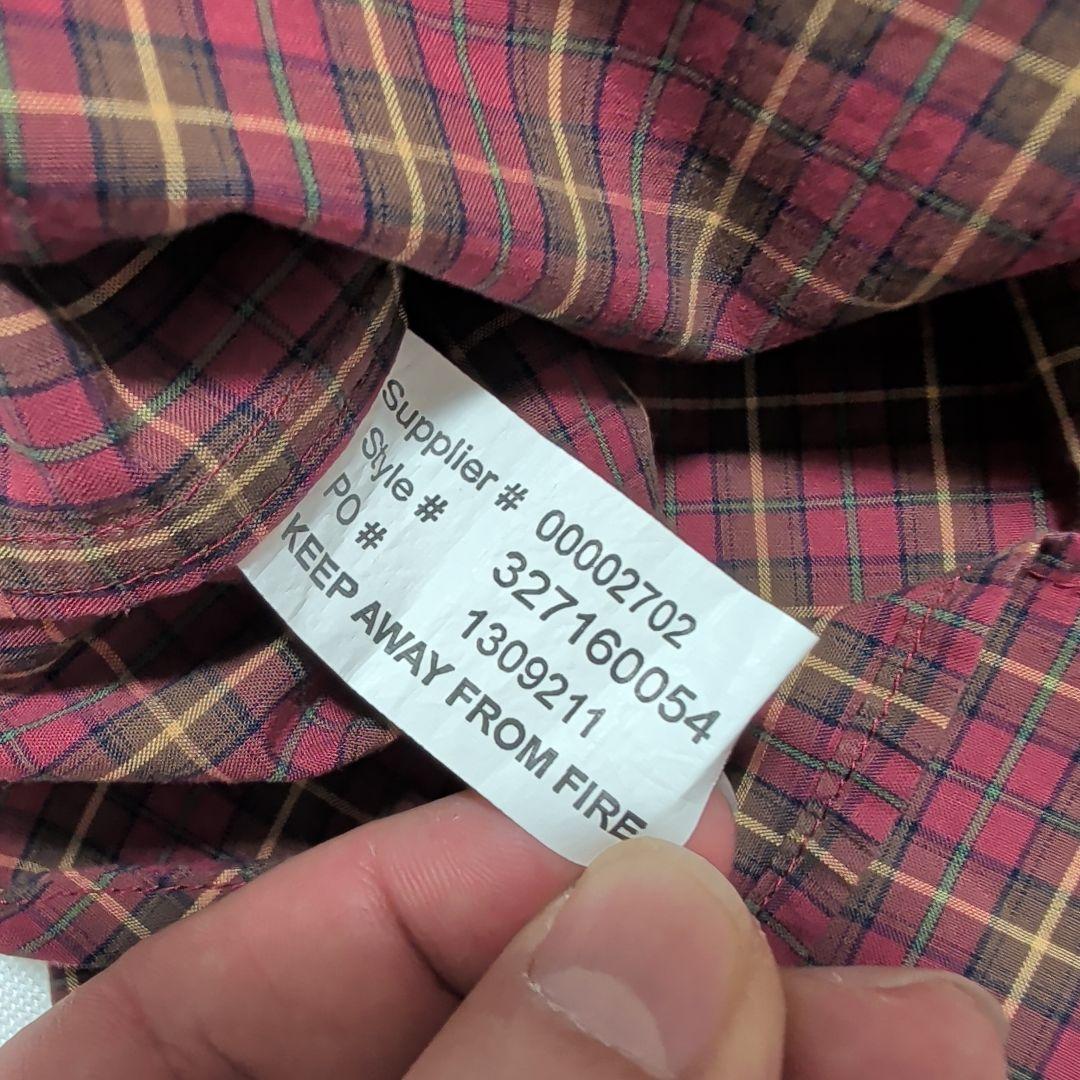 Supplier # 00002702
Style # 327160054
PO # 1309211
KEEP AWAY FROM FIRE